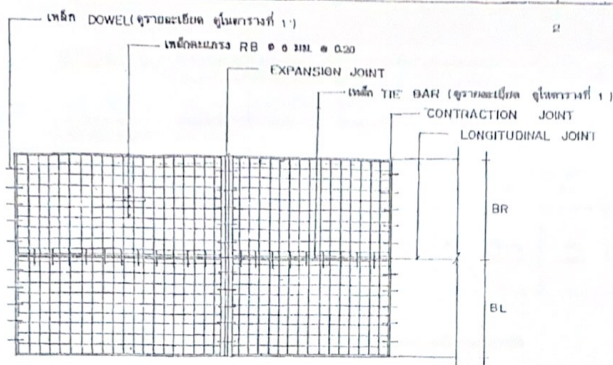 เหล็ก DOWEL (ดูรายละเอียด ดูในตารางที่ 1)
2
เหล็กตะแกรง RB ø 6 มม. @ 0.20
EXPANSION JOINT
เหล็ก TIE BAR (ดูรายละเอียด ดูในตารางที่ 1)
CONTRACTION JOINT
LONGITUDINAL JOINT
BR
BL